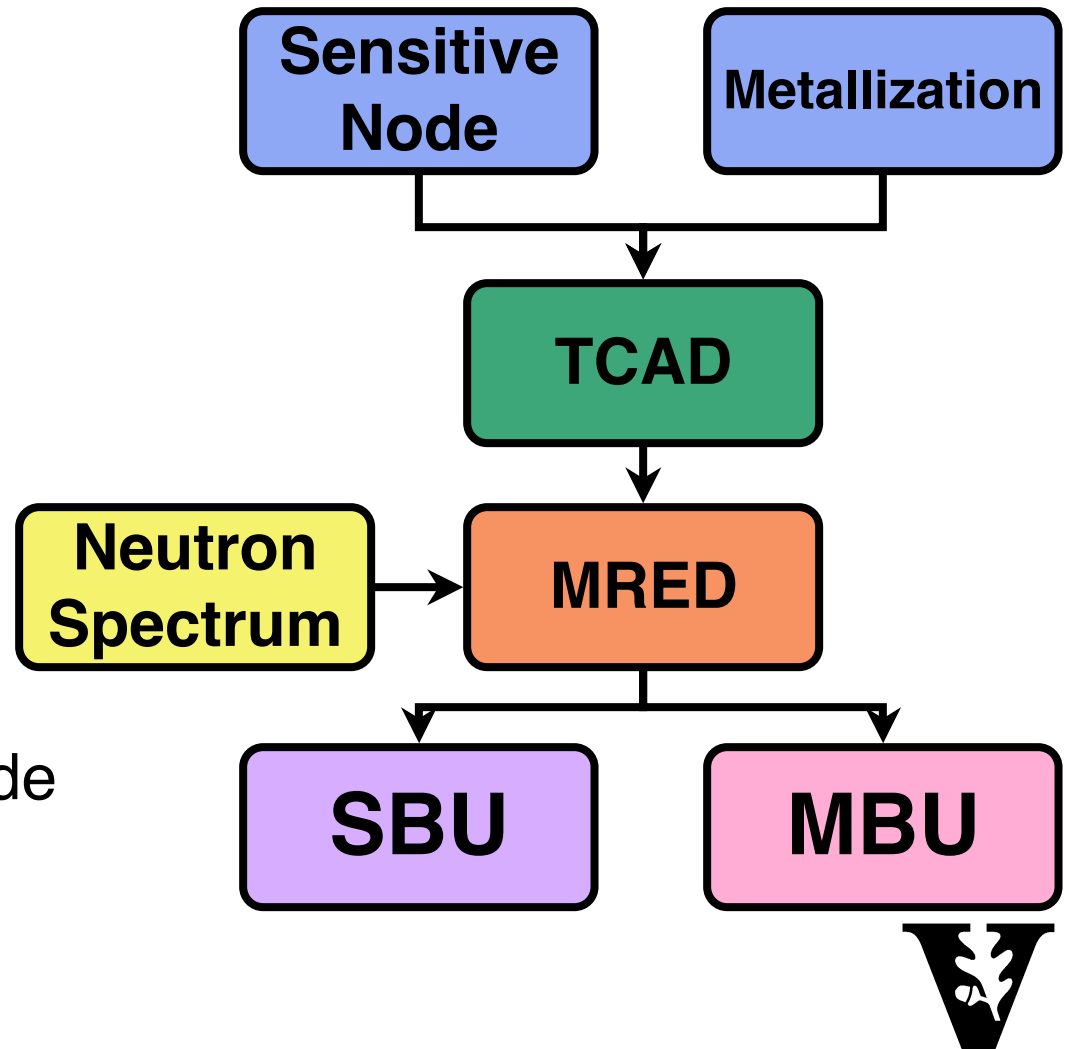 Sensitive
Node
Metallization
TCAD
Neutron
Spectrum
MRED
SBU
MBU